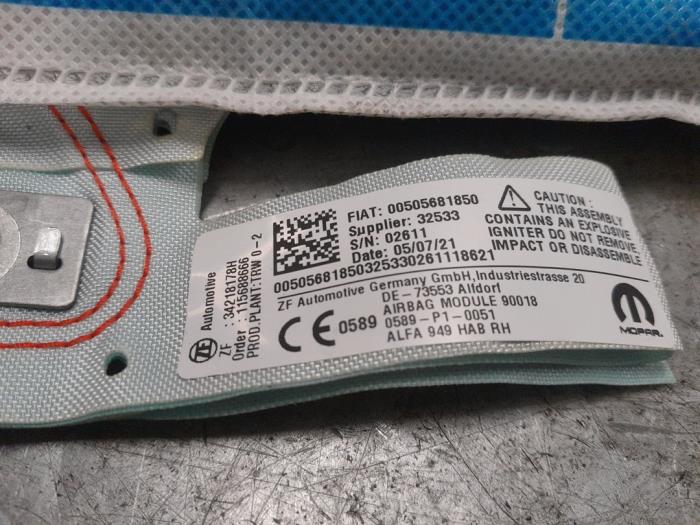 ZF Automotive
ZF : 34218178H
Order : 115688666
PROD.PLANT:TRW 0-2
FIAT: 00505681850
Supplier: 32533
S/N: 02611
Date: 05/07/21
00505681850325330261118621
CAUTION :
THIS ASSEMBLY
CONTAINS AN EXPLOSIVE
IGNITER DO NOT REMOVE
IMPACT OR DISASSEMBLE
ZF Automotive Germany GmbH,Industriestrasse 20
DE-73553 Alfdorf
AIRBAG MODULE 90018
CE 0589 0589-P1-0051
ALFA 949 HAB RH
MOPAR